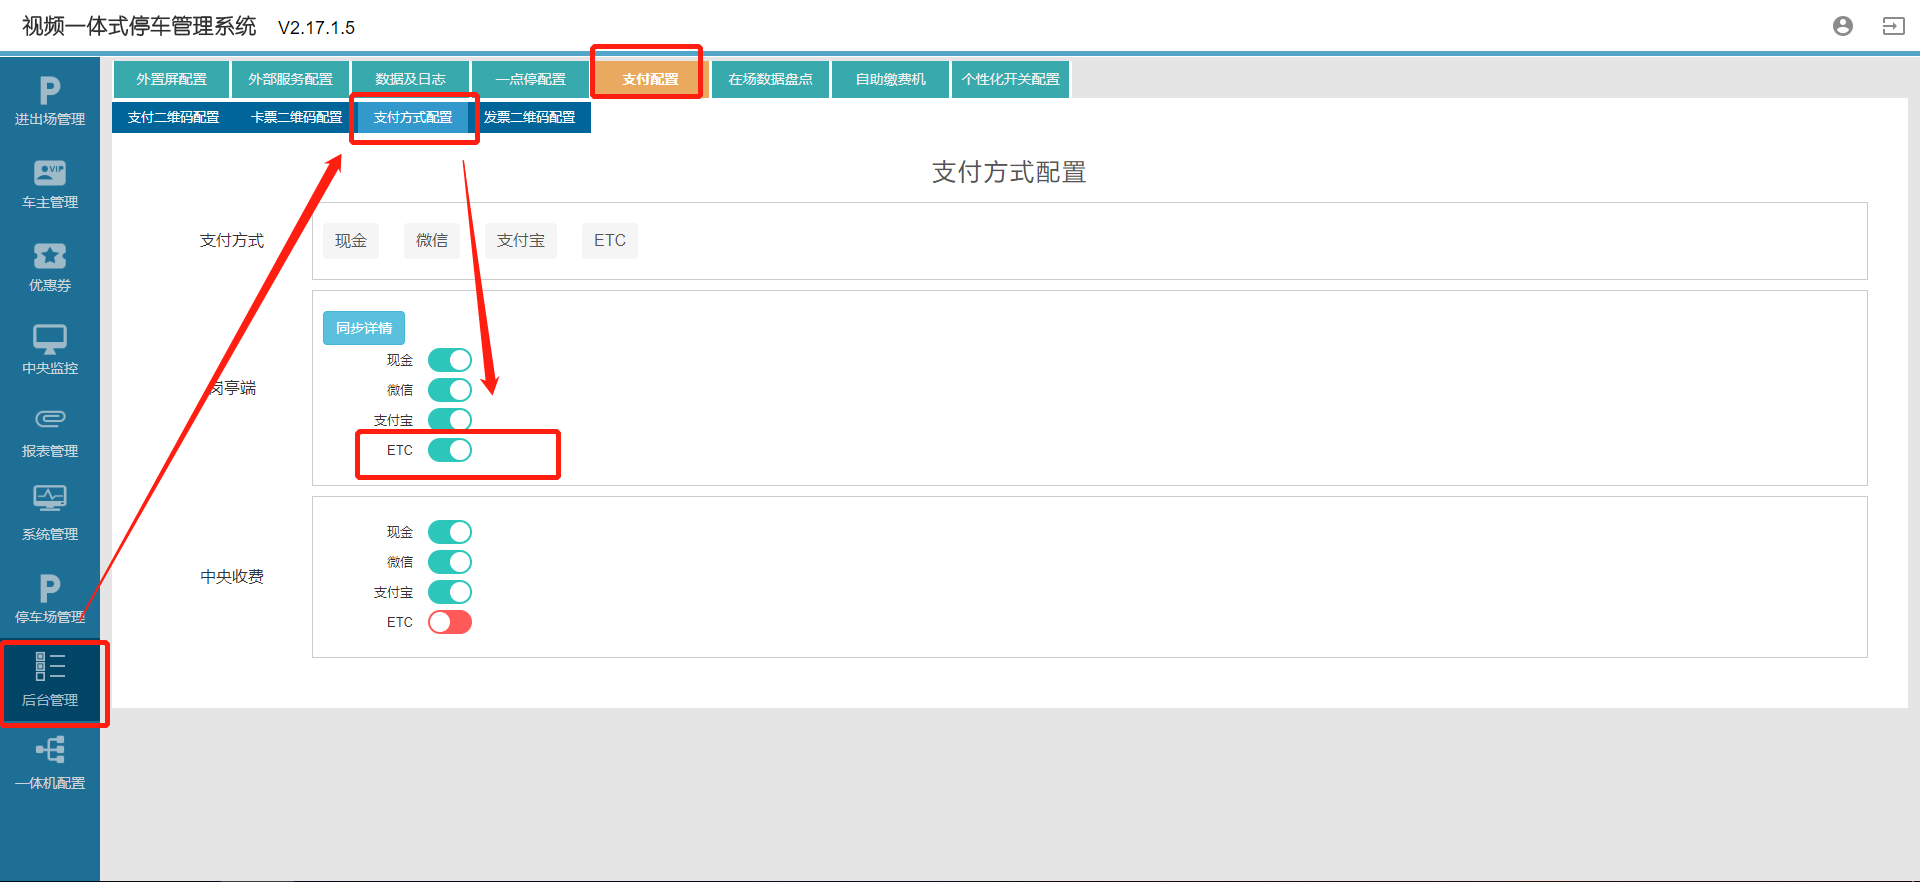 视频一体式停车管理系统 V2.17.1.5
外置屏配置 外部服务配置 数据及日志 一点停配置 支付配置 在场数据盘点 自助缴费机 个性化开关配置
支付二维码配置 卡票二维码配置 支付方式配置 发票二维码配置
P
进出场管理
VIP
车主管理
优惠券
中央监控
报表管理
系统管理
P
停车场管理
后台管理
一体机配置
支付方式配置
支付方式 现金 微信 支付宝 ETC
岗亭端
同步详情
现金
微信
支付宝
ETC
中央收费
现金
微信
支付宝
ETC